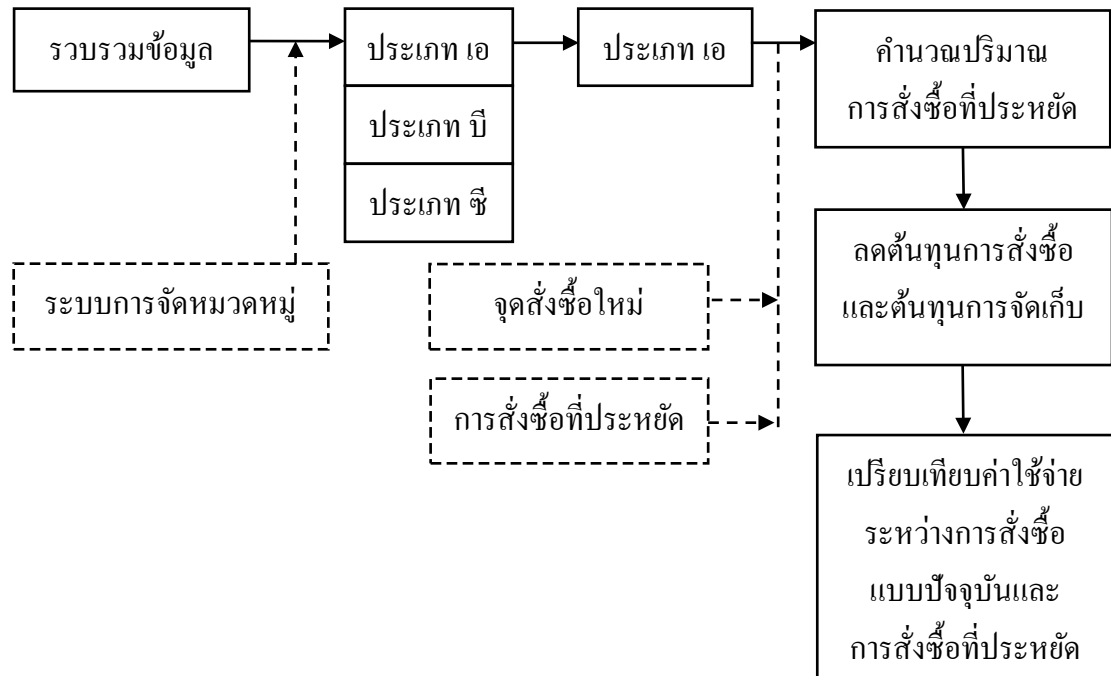 รวบรวมข้อมูล
ประเภท เอ
ประเภท บี
ประเภท ซี
ประเภท เอ
คำนวณปริมาณ
การสั่งซื้อที่ประหยัด
ระบบการจัดหมวดหมู่
จุดสั่งซื้อใหม่
การสั่งซื้อที่ประหยัด
ลดต้นทุนการสั่งซื้อ
และต้นทุนการจัดเก็บ
เปรียบเทียบค่าใช้จ่าย
ระหว่างการสั่งซื้อ
แบบปัจจุบันและ
การสั่งซื้อที่ประหยัด